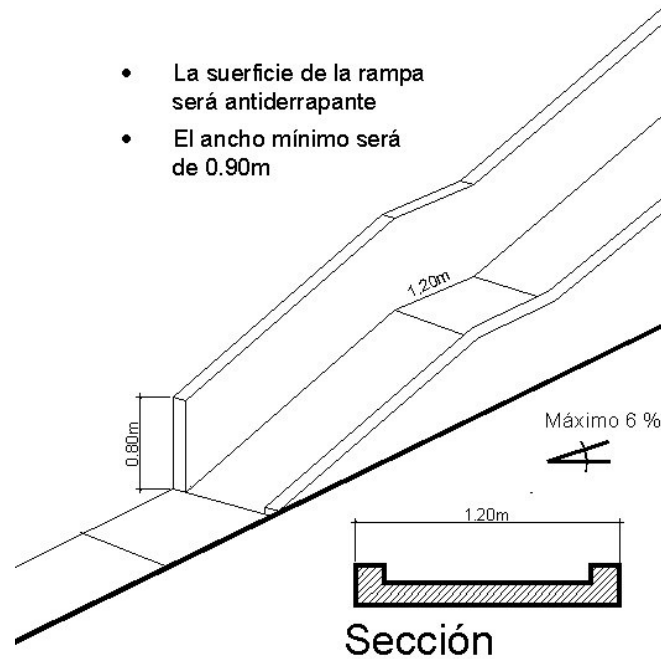 • La suerficie de la rampa
será antiderrapante
• El ancho mínimo será
de 0.90m
1.20m
0.80m
Máximo 6 %
1.20m
Sección